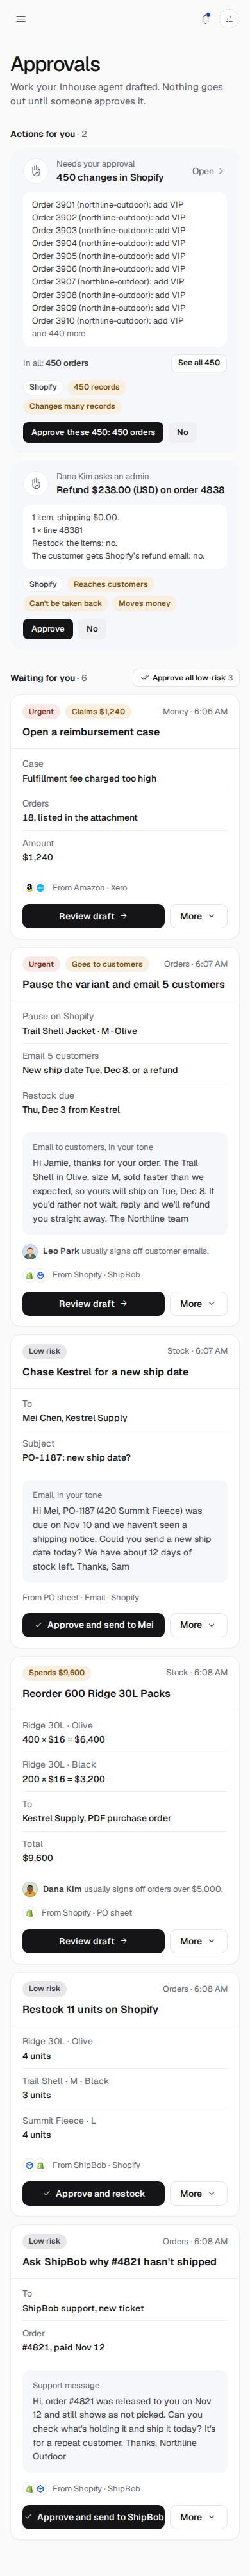 Approvals
Work your Inhouse agent drafted. Nothing goes
out until someone approves it.
Actions for you · 2
Needs your approval
450 changes in Shopify
Open
Order 3901 (northline-outdoor): add VIP
Order 3902 (northline-outdoor): add VIP
Order 3903 (northline-outdoor): add VIP
Order 3904 (northline-outdoor): add VIP
Order 3905 (northline-outdoor): add VIP
Order 3906 (northline-outdoor): add VIP
Order 3907 (northline-outdoor): add VIP
Order 3908 (northline-outdoor): add VIP
Order 3909 (northline-outdoor): add VIP
Order 3910 (northline-outdoor): add VIP
and 440 more
In all: 450 orders
See all 450
Shopify
450 records
Changes many records
Approve these 450: 450 orders
No
Dana Kim asks an admin
Refund $238.00 (USD) on order 4838
1 item, shipping $0.00.
1 × line 48381
Restock the items: no.
The customer gets Shopify's refund email: no.
Shopify
Reaches customers
Can't be taken back
Moves money
Approve
No
Waiting for you · 6
Approve all low-risk 3
Urgent
Claims $1,240
Money · 6:06 AM
Open a reimbursement case
Case
Fulfillment fee charged too high
Orders
18, listed in the attachment
Amount
$1,240
From Amazon · Xero
Review draft
More
Urgent
Goes to customers
Orders · 6:07 AM
Pause the variant and email 5 customers
Pause on Shopify
Trail Shell Jacket · M · Olive
Email 5 customers
New ship date Tue, Dec 8, or a refund
Restock due
Thu, Dec 3 from Kestrel
Email to customers, in your tone
Hi Jamie, thanks for your order. The Trail
Shell in Olive, size M, sold faster than we
expected, so yours will ship on Tue, Dec 8. If
you'd rather not wait, reply and we'll refund
you straight away. The Northline team
Leo Park usually signs off customer emails.
From Shopify · ShipBob
Review draft
More
Low risk
Stock · 6:07 AM
Chase Kestrel for a new ship date
To
Mei Chen, Kestrel Supply
Subject
PO-1187: new ship date?
Email, in your tone
Hi Mei, PO-1187 (420 Summit Fleece) was
due on Nov 10 and we haven't seen a
shipping notice. Could you send a new ship
date today? We have about 12 days of
stock left. Thanks, Sam
From PO sheet · Email · Shopify
Approve and send to Mei
More
Spends $9,600
Stock · 6:08 AM
Reorder 600 Ridge 30L Packs
Ridge 30L · Olive
400 × $16 = $6,400
Ridge 30L · Black
200 × $16 = $3,200
To
Kestrel Supply, PDF purchase order
Total
$9,600
Dana Kim usually signs off orders over $5,000.
From Shopify · PO sheet
Review draft
More
Low risk
Orders · 6:08 AM
Restock 11 units on Shopify
Ridge 30L · Olive
4 units
Trail Shell · M · Black
3 units
Summit Fleece · L
4 units
From ShipBob · Shopify
Approve and restock
More
Low risk
Orders · 6:08 AM
Ask ShipBob why #4821 hasn't shipped
To
ShipBob support, new ticket
Order
#4821, paid Nov 12
Support message
Hi, order #4821 was released to you on Nov
12 and still shows as not picked. Can you
check what's holding it and ship it today? It's
for a repeat customer. Thanks, Northline
Outdoor
From Shopify · ShipBob
Approve and send to ShipBob
More